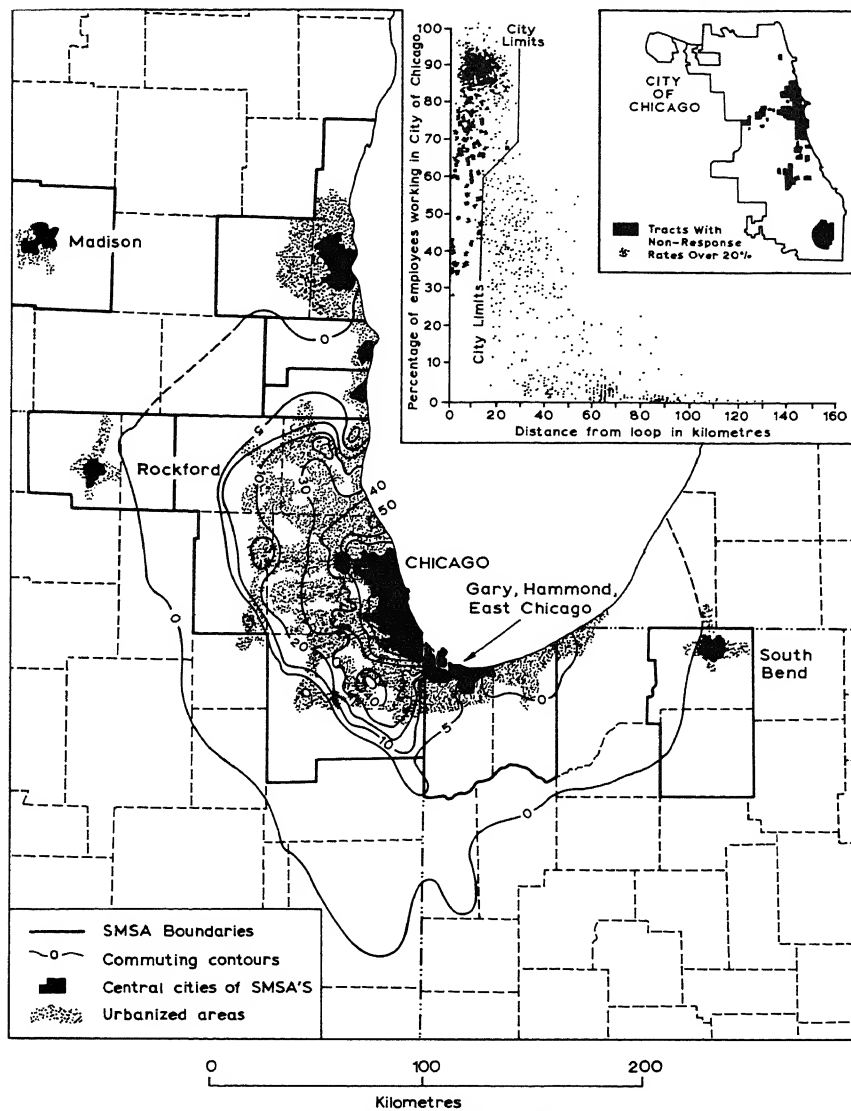 100
90
80
70
60
50
40
30
20
10
0
Percentage of employees working in City of Chicago
City
Limits
City Limits
0
20
40
60
80
100
120
140
160
Distance from loop in kilometres
CITY
OF
CHICAGO
Tracts With
Non-Response
Rates Over 20%
Madison
0
Rockford
5
0
30
40
50
CHICAGO
Gary, Hammond,
East Chicago
0
20
10
5
0
South
Bend
0
SMSA Boundaries
0
Commuting contours
Central cities of SMSA'S
Urbanized areas
0
100
200
Kilometres